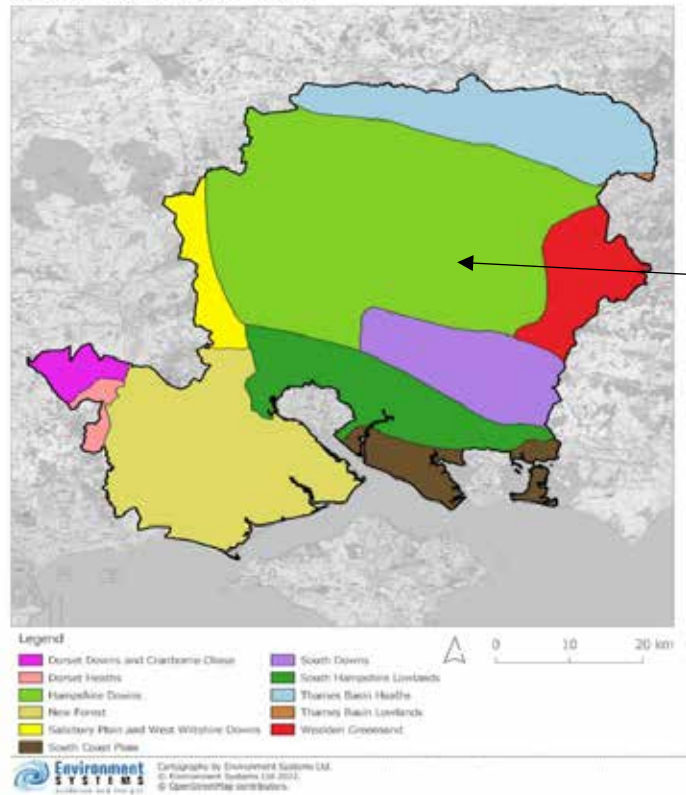 Legend
Dorset Downs and Cranborne Chase
Dorset Heaths
Hampshire Downs
New Forest
Salisbury Plain and West Wiltshire Downs
South Coast Plain
South Downs
South Hampshire Lowlands
Thames Basin Heaths
Thames Basin Lowlands
Wealden Greensand
0 10 20 km
Environment
SYSTEMS
Cartography by Environment Systems Ltd.
© Environment Systems Ltd 2022.
© OpenStreetMap contributors.